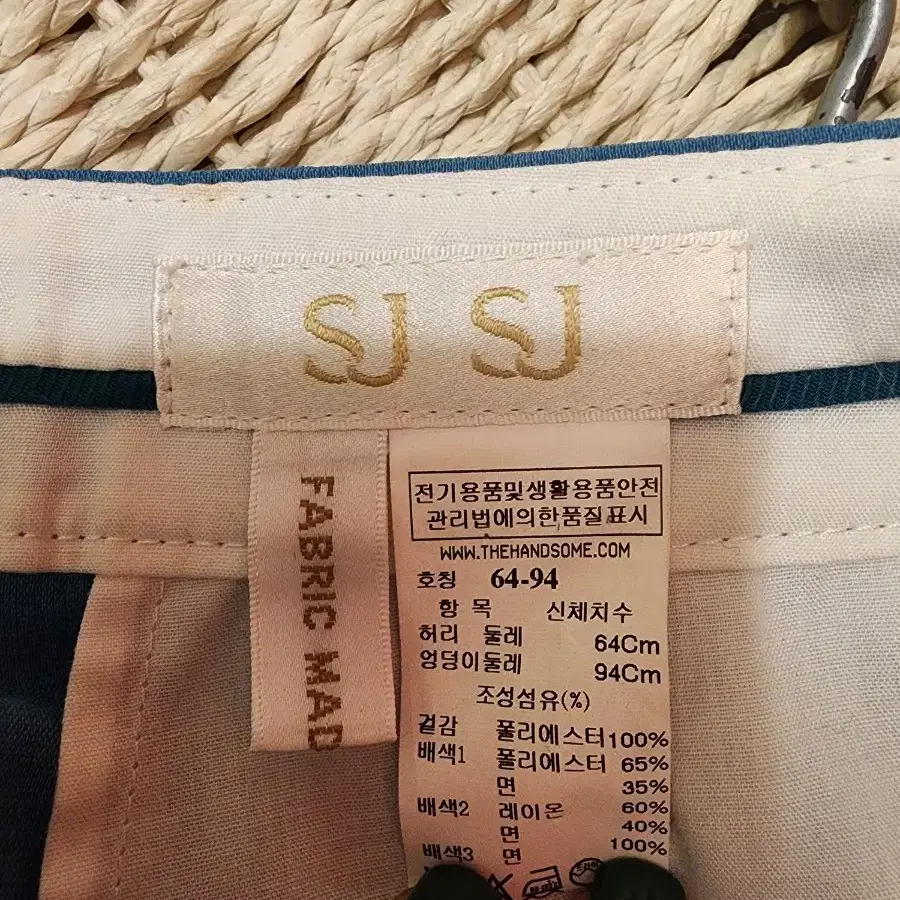 SJ SJ
FABRIC MAD
전기용품및생활용품안전
관리법에의한품질표시
WWW.THEHANDSOME.COM
호칭 64-94
항 목 신체치수
허리 둘레 64Cm
엉덩이둘레 94Cm
조성섬유(%)
겉감 폴리에스터 100%
배색1 폴리에스터 65%
면 35%
배색2 레이온 60%
면 40%
배색3 면 100%